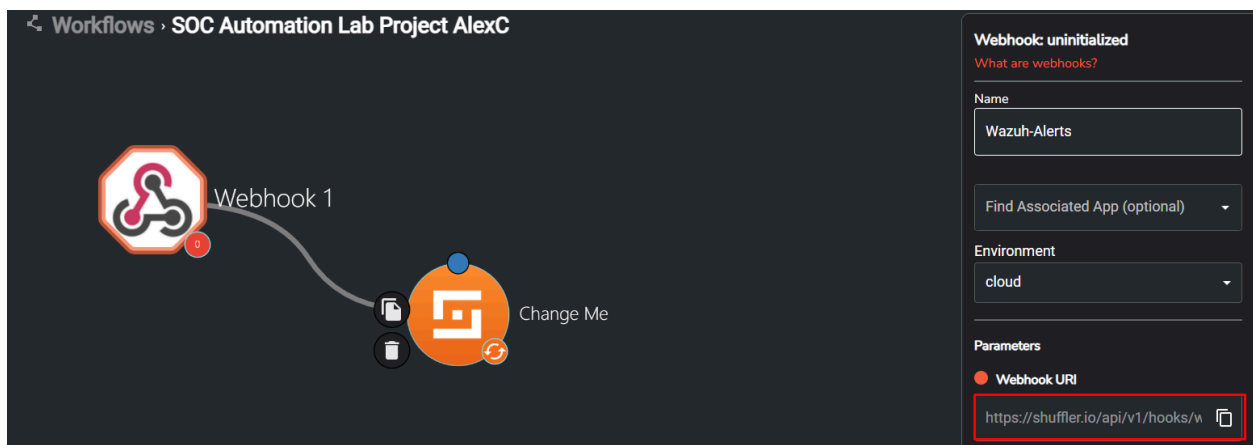 Workflows › SOC Automation Lab Project AlexC
Webhook 1
0
Change Me
Webhook: uninitialized
What are webhooks?
Name
Wazuh-Alerts
Find Associated App (optional)
Environment
cloud
Parameters
Webhook URI
https://shuffler.io/api/v1/hooks/w